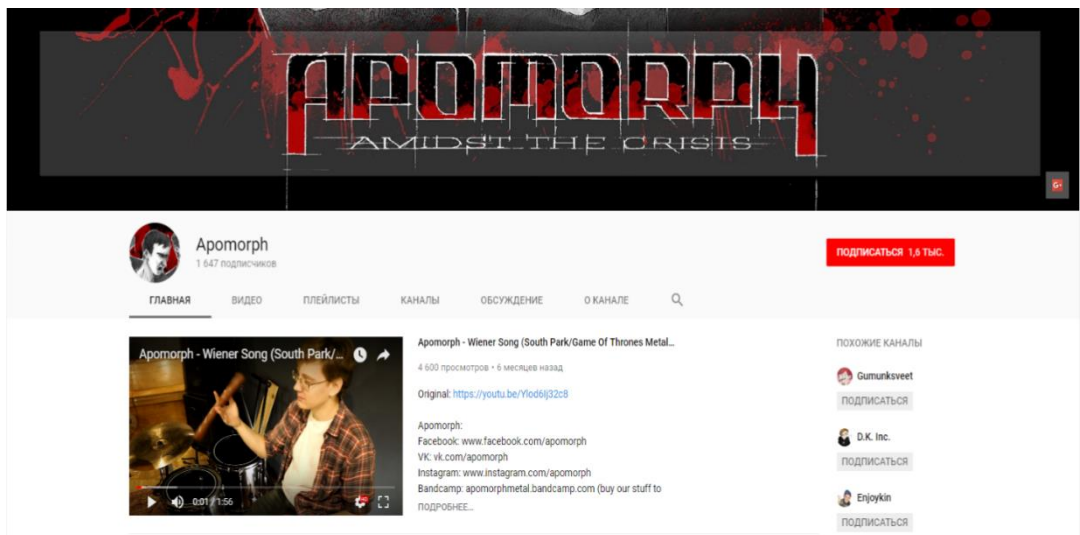 APOMORPH
AMIDST THE CRISIS
G+
Apomorph
1 647 подписчиков
ПОДПИСАТЬСЯ 1,6 ТЫС.
ГЛАВНАЯ ВИДЕО ПЛЕЙЛИСТЫ КАНАЛЫ ОБСУЖДЕНИЕ О КАНАЛЕ
Apomorph - Wiener Song (South Park/...
0:01 / 1:56
Apomorph - Wiener Song (South Park/Game Of Thrones Metal...
4 600 просмотров • 6 месяцев назад
Original: https://youtu.be/Ylod6Ij32c8
Apomorph:
Facebook: www.facebook.com/apomorph
VK: vk.com/apomorph
Instagram: www.instagram.com/apomorph
Bandcamp: apomorphmetal.bandcamp.com (buy our stuff to
ПОДРОБНЕЕ...
ПОХОЖИЕ КАНАЛЫ
Gumunksveet
ПОДПИСАТЬСЯ
D.K. Inc.
ПОДПИСАТЬСЯ
Enjoykin
ПОДПИСАТЬСЯ